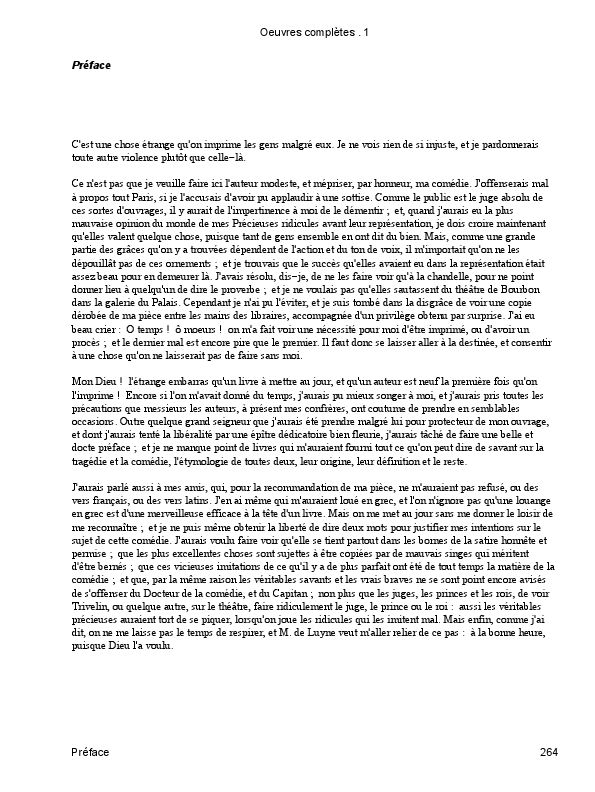 Oeuvres complètes . 1
Préface
C'est une chose étrange qu'on imprime les gens malgré eux. Je ne vois rien de si injuste, et je pardonnerais
toute autre violence plutôt que celle−là.
Ce n'est pas que je veuille faire ici l'auteur modeste, et mépriser, par honneur, ma comédie. J'offenserais mal
à propos tout Paris, si je l'accusais d'avoir pu applaudir à une sottise. Comme le public est le juge absolu de
ces sortes d'ouvrages, il y aurait de l'impertinence à moi de le démentir ; et, quand j'aurais eu la plus
mauvaise opinion du monde de mes Précieuses ridicules avant leur représentation, je dois croire maintenant
qu'elles valent quelque chose, puisque tant de gens ensemble en ont dit du bien. Mais, comme une grande
partie des grâces qu'on y a trouvées dépendent de l'action et du ton de voix, il m'importait qu'on ne les
dépouillât pas de ces ornements ; et je trouvais que le succès qu'elles avaient eu dans la représentation était
assez beau pour en demeurer là. J'avais résolu, dis−je, de ne les faire voir qu'à la chandelle, pour ne point
donner lieu à quelqu'un de dire le proverbe ; et je ne voulais pas qu'elles sautassent du théâtre de Bourbon
dans la galerie du Palais. Cependant je n'ai pu l'éviter, et je suis tombé dans la disgrâce de voir une copie
dérobée de ma pièce entre les mains des libraires, accompagnée d'un privilège obtenu par surprise. J'ai eu
beau crier : O temps ! ô moeurs ! on m'a fait voir une nécessité pour moi d'être imprimé, ou d'avoir un
procès ; et le dernier mal est encore pire que le premier. Il faut donc se laisser aller à la destinée, et consentir
à une chose qu'on ne laisserait pas de faire sans moi.
Mon Dieu ! l'étrange embarras qu'un livre à mettre au jour, et qu'un auteur est neuf la première fois qu'on
l'imprime ! Encore si l'on m'avait donné du temps, j'aurais pu mieux songer à moi, et j'aurais pris toutes les
précautions que messieurs les auteurs, à présent mes confrères, ont coutume de prendre en semblables
occasions. Outre quelque grand seigneur que j'aurais été prendre malgré lui pour protecteur de mon ouvrage,
et dont j'aurais tenté la libéralité par une épître dédicatoire bien fleurie, j'aurais tâché de faire une belle et
docte préface ; et je ne manque point de livres qui m'auraient fourni tout ce qu'on peut dire de savant sur la
tragédie et la comédie, l'étymologie de toutes deux, leur origine, leur définition et le reste.
J'aurais parlé aussi à mes amis, qui, pour la recommandation de ma pièce, ne m'auraient pas refusé, ou des
vers français, ou des vers latins. J'en ai même qui m'auraient loué en grec, et l'on n'ignore pas qu'une louange
en grec est d'une merveilleuse efficace à la tête d'un livre. Mais on me met au jour sans me donner le loisir de
me reconnaître ; et je ne puis même obtenir la liberté de dire deux mots pour justifier mes intentions sur le
sujet de cette comédie. J'aurais voulu faire voir qu'elle se tient partout dans les bornes de la satire honnête et
permise ; que les plus excellentes choses sont sujettes à être copiées par de mauvais singes qui méritent
d'être bernés ; que ces vicieuses imitations de ce qu'il y a de plus parfait ont été de tout temps la matière de la
comédie ; et que, par la même raison les véritables savants et les vrais braves ne se sont point encore avisés
de s'offenser du Docteur de la comédie, et du Capitan ; non plus que les juges, les princes et les rois, de voir
Trivelin, ou quelque autre, sur le théâtre, faire ridiculement le juge, le prince ou le roi : aussi les véritables
précieuses auraient tort de se piquer, lorsqu'on joue les ridicules qui les imitent mal. Mais enfin, comme j'ai
dit, on ne me laisse pas le temps de respirer, et M. de Luyne veut m'aller relier de ce pas : à la bonne heure,
puisque Dieu l'a voulu.
Préface 264